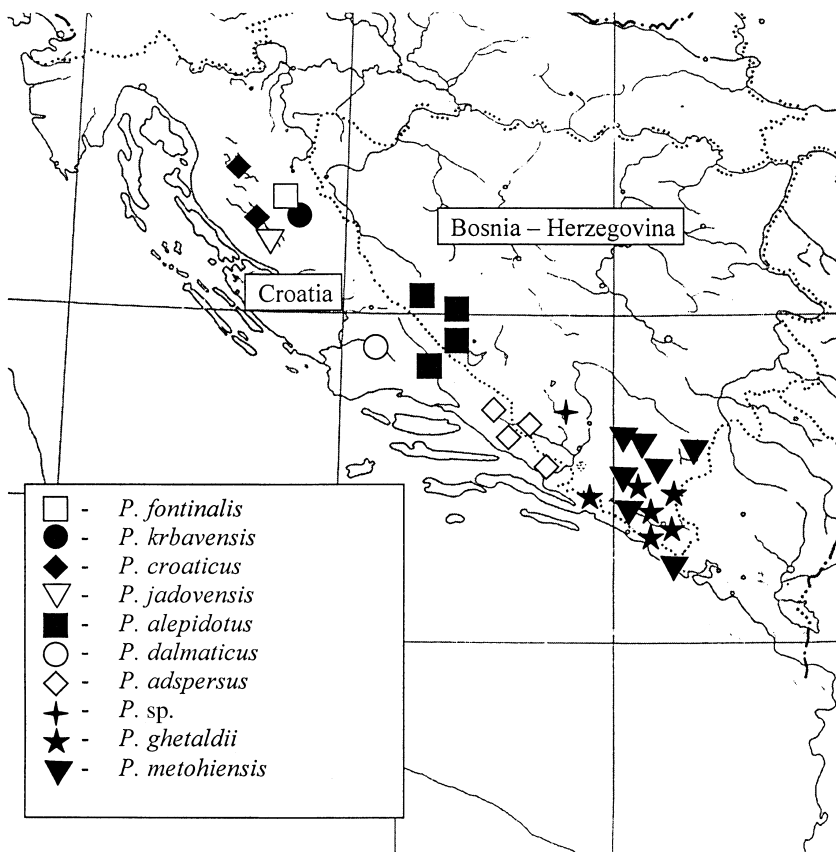 Bosnia – Herzegovina
Croatia
- P. fontinalis
- P. krbavensis
- P. croaticus
- P. jadovensis
- P. alepidotus
- P. dalmaticus
- P. adspersus
- P. sp.
- P. ghetaldii
- P. metohiensis